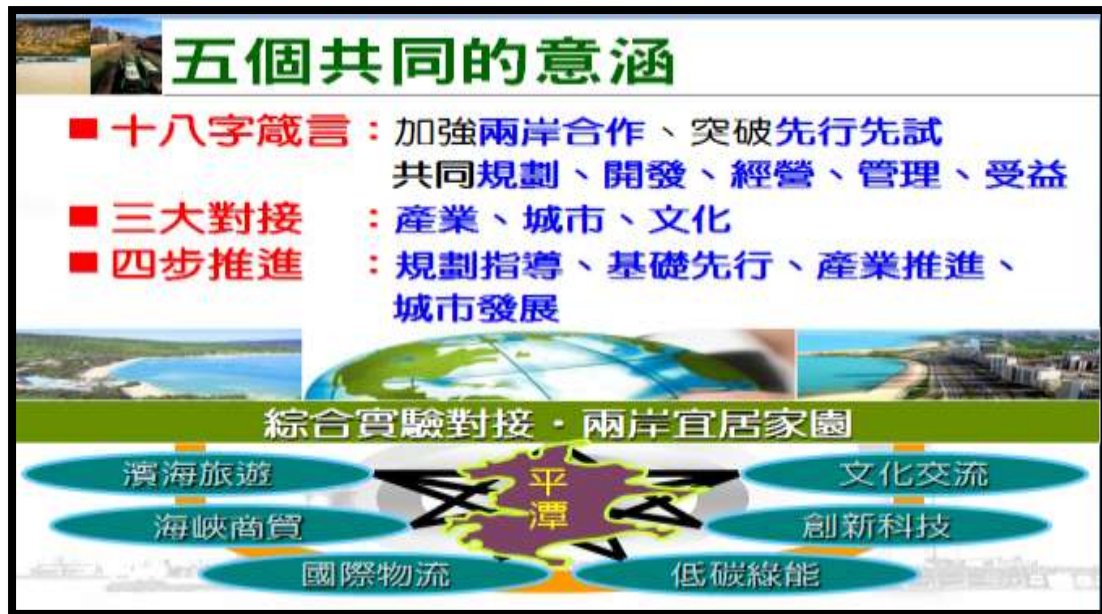 五個共同的意涵
十八字箴言：加強兩岸合作、突破先行先試
共同規劃、開發、經營、管理、受益
三大對接：產業、城市、文化
四步推進：規劃指導、基礎先行、產業推進、
城市發展
綜合實驗對接‧兩岸宜居家園
濱海旅遊
平潭
文化交流
海峽商貿
創新科技
國際物流
低碳綠能